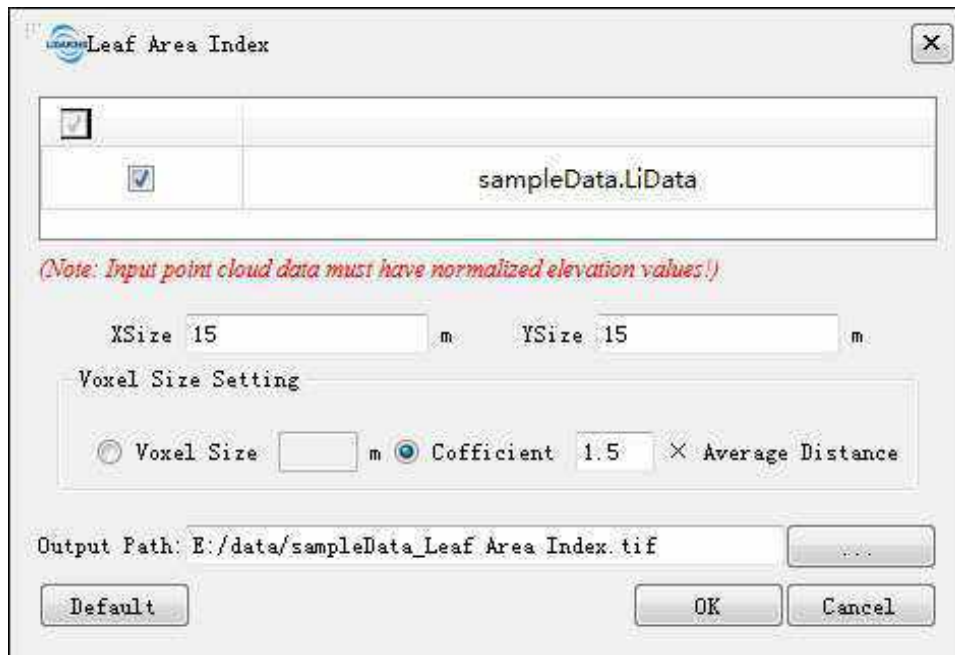 Leaf Area Index
sampleData.LiData
(Note: Input point cloud data must have normalized elevation values!)
XSize 15 m YSize 15 m
Voxel Size Setting
Voxel Size m Cofficient 1.5 × Average Distance
Output Path: E:/data/sampleData_Leaf Area Index.tif ...
Default OK Cancel